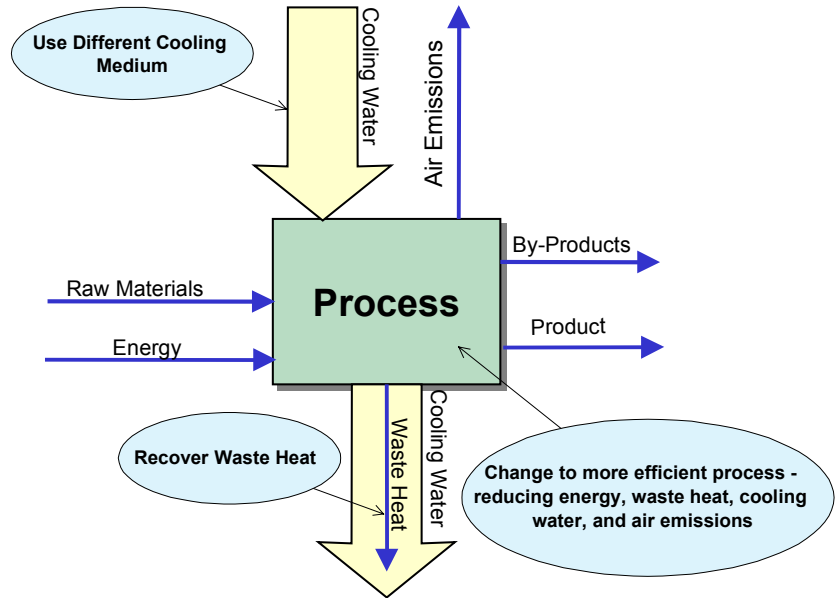 Use Different Cooling
Medium
Cooling Water
Air Emissions
By-Products
Raw Materials
Process
Product
Energy
Recover Waste Heat
Waste Heat
Cooling Water
Change to more efficient process -
reducing energy, waste heat, cooling
water, and air emissions